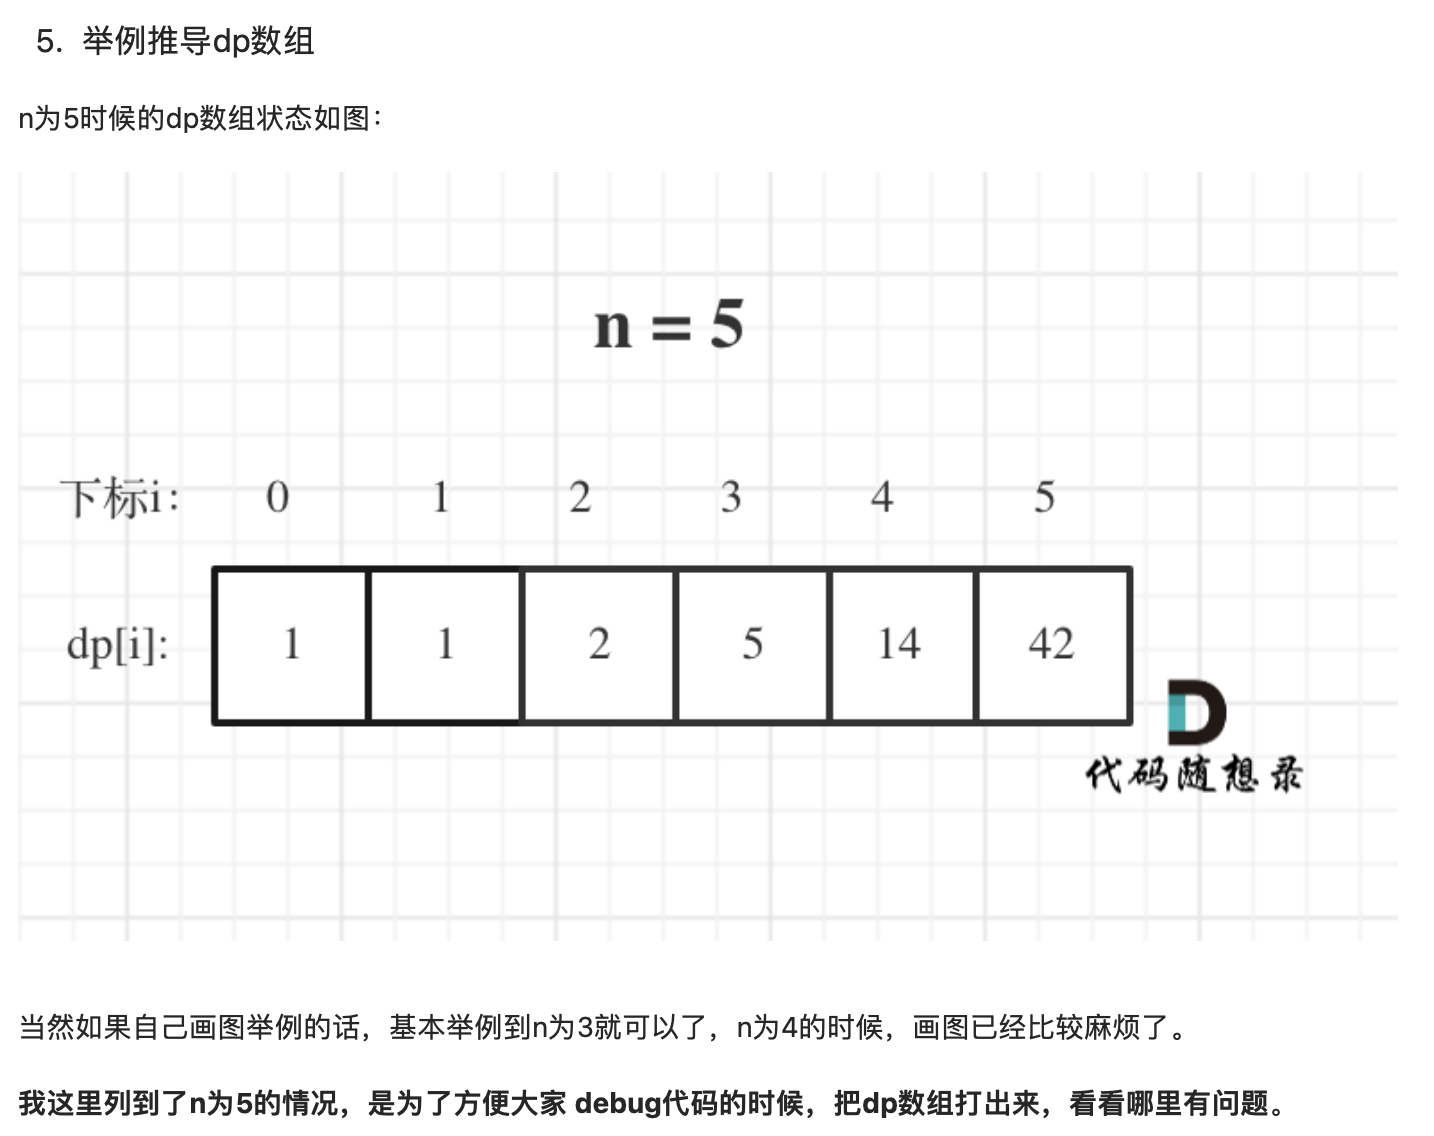 5. 举例推导dp数组
n为5时候的dp数组状态如图：
n = 5
下标i: 0 1 2 3 4 5
dp[i]: 1 1 2 5 14 42
代码随想录
当然如果自己画图举例的话，基本举例到n为3就可以了，n为4的时候，画图已经比较麻烦了。
我这里列到了n为5的情况，是为了方便大家 debug代码的时候，把dp数组打出来，看看哪里有问题。